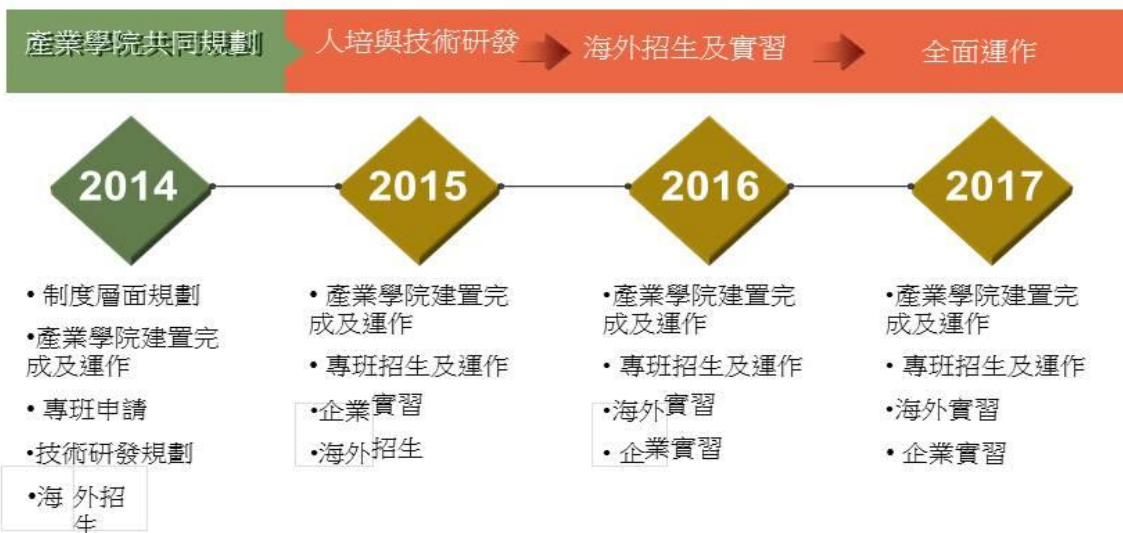 產業學院共同規劃
人培與技術研發
海外招生及實習
全面運作
2014
2015
2016
2017
• 制度層面規劃
•產業學院建置完
成及運作
• 專班申請
•技術研發規劃
•海外招
生
• 產業學院建置完
成及運作
• 專班招生及運作
•企業實習
•海外招生
•產業學院建置完
成及運作
• 專班招生及運作
•海外實習
• 企業實習
•產業學院建置完
成及運作
• 專班招生及運作
•海外實習
• 企業實習